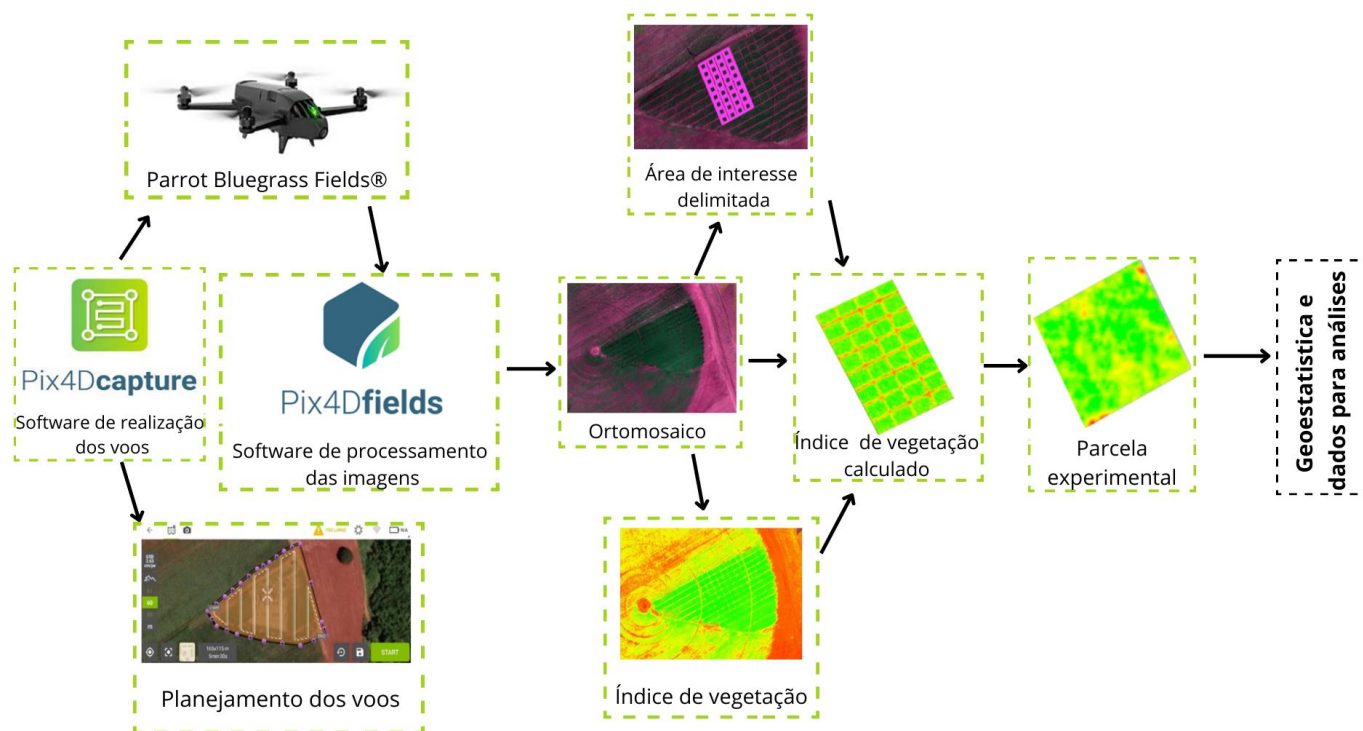 Parrot Bluegrass Fields®
Pix4Dcapture
Software de realização
dos voos
Planejamento dos voos
START
Pix4Dfields
Software de processamento
das imagens
Ortomosaico
Área de interesse
delimitada
Índice de vegetação
Índice de vegetação
calculado
Parcela
experimental
Geoestatistica e
dados para análises